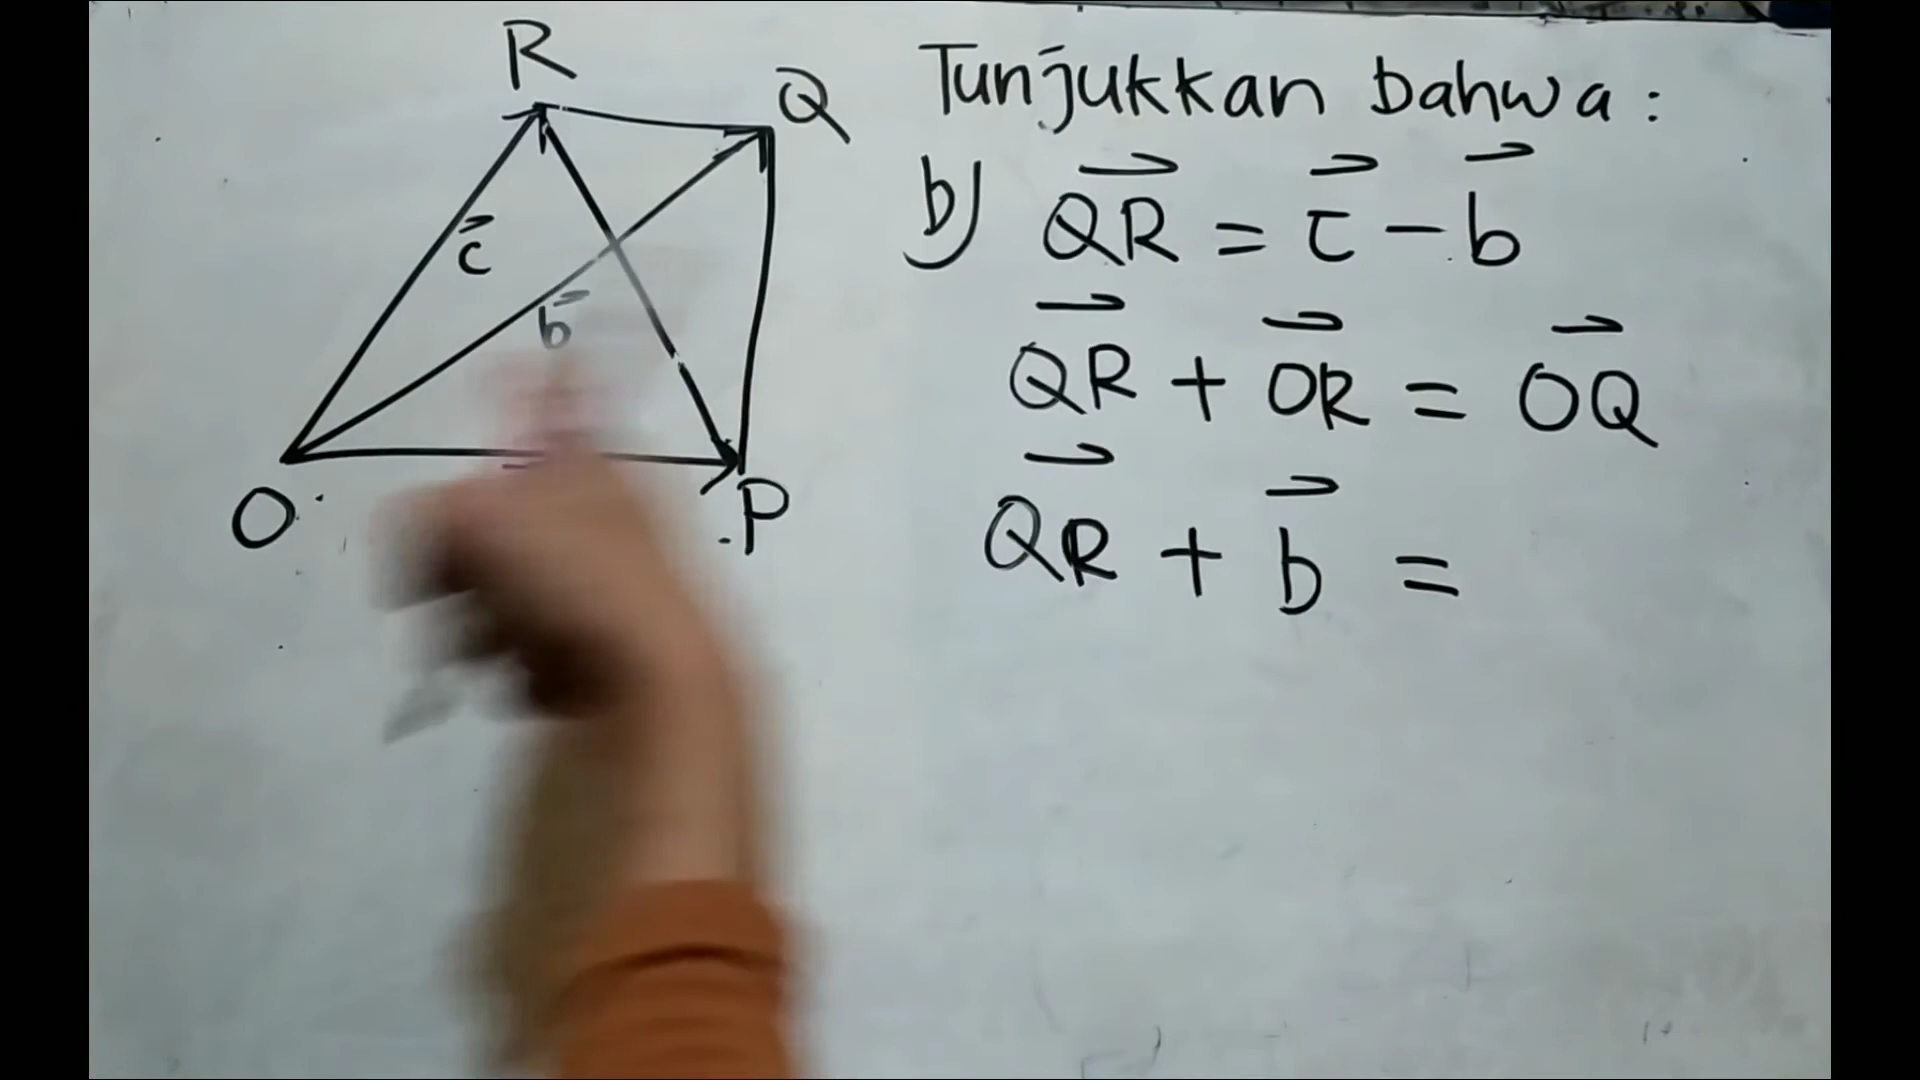 R
Q
c
b
O
P
Tunjukkan bahwa :
b) QR = c - b
QR + OR = OQ
QR + b =